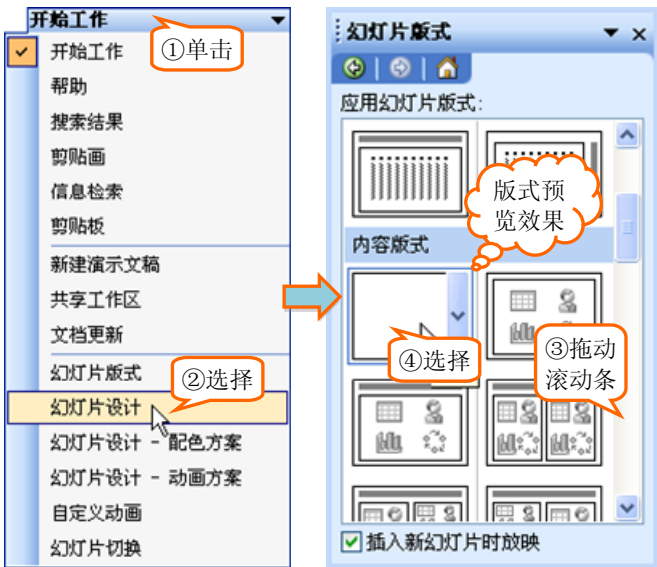 开始工作
①单击
开始工作
帮助
搜索结果
剪贴画
信息检索
剪贴板
新建演示文稿
共享工作区
文档更新
幻灯片版式
②选择
幻灯片设计
幻灯片设计 - 配色方案
幻灯片设计 - 动画方案
自定义动画
幻灯片切换
幻灯片版式
应用幻灯片版式:
版式预
览效果
内容版式
④选择
③拖动
滚动条
插入新幻灯片时放映